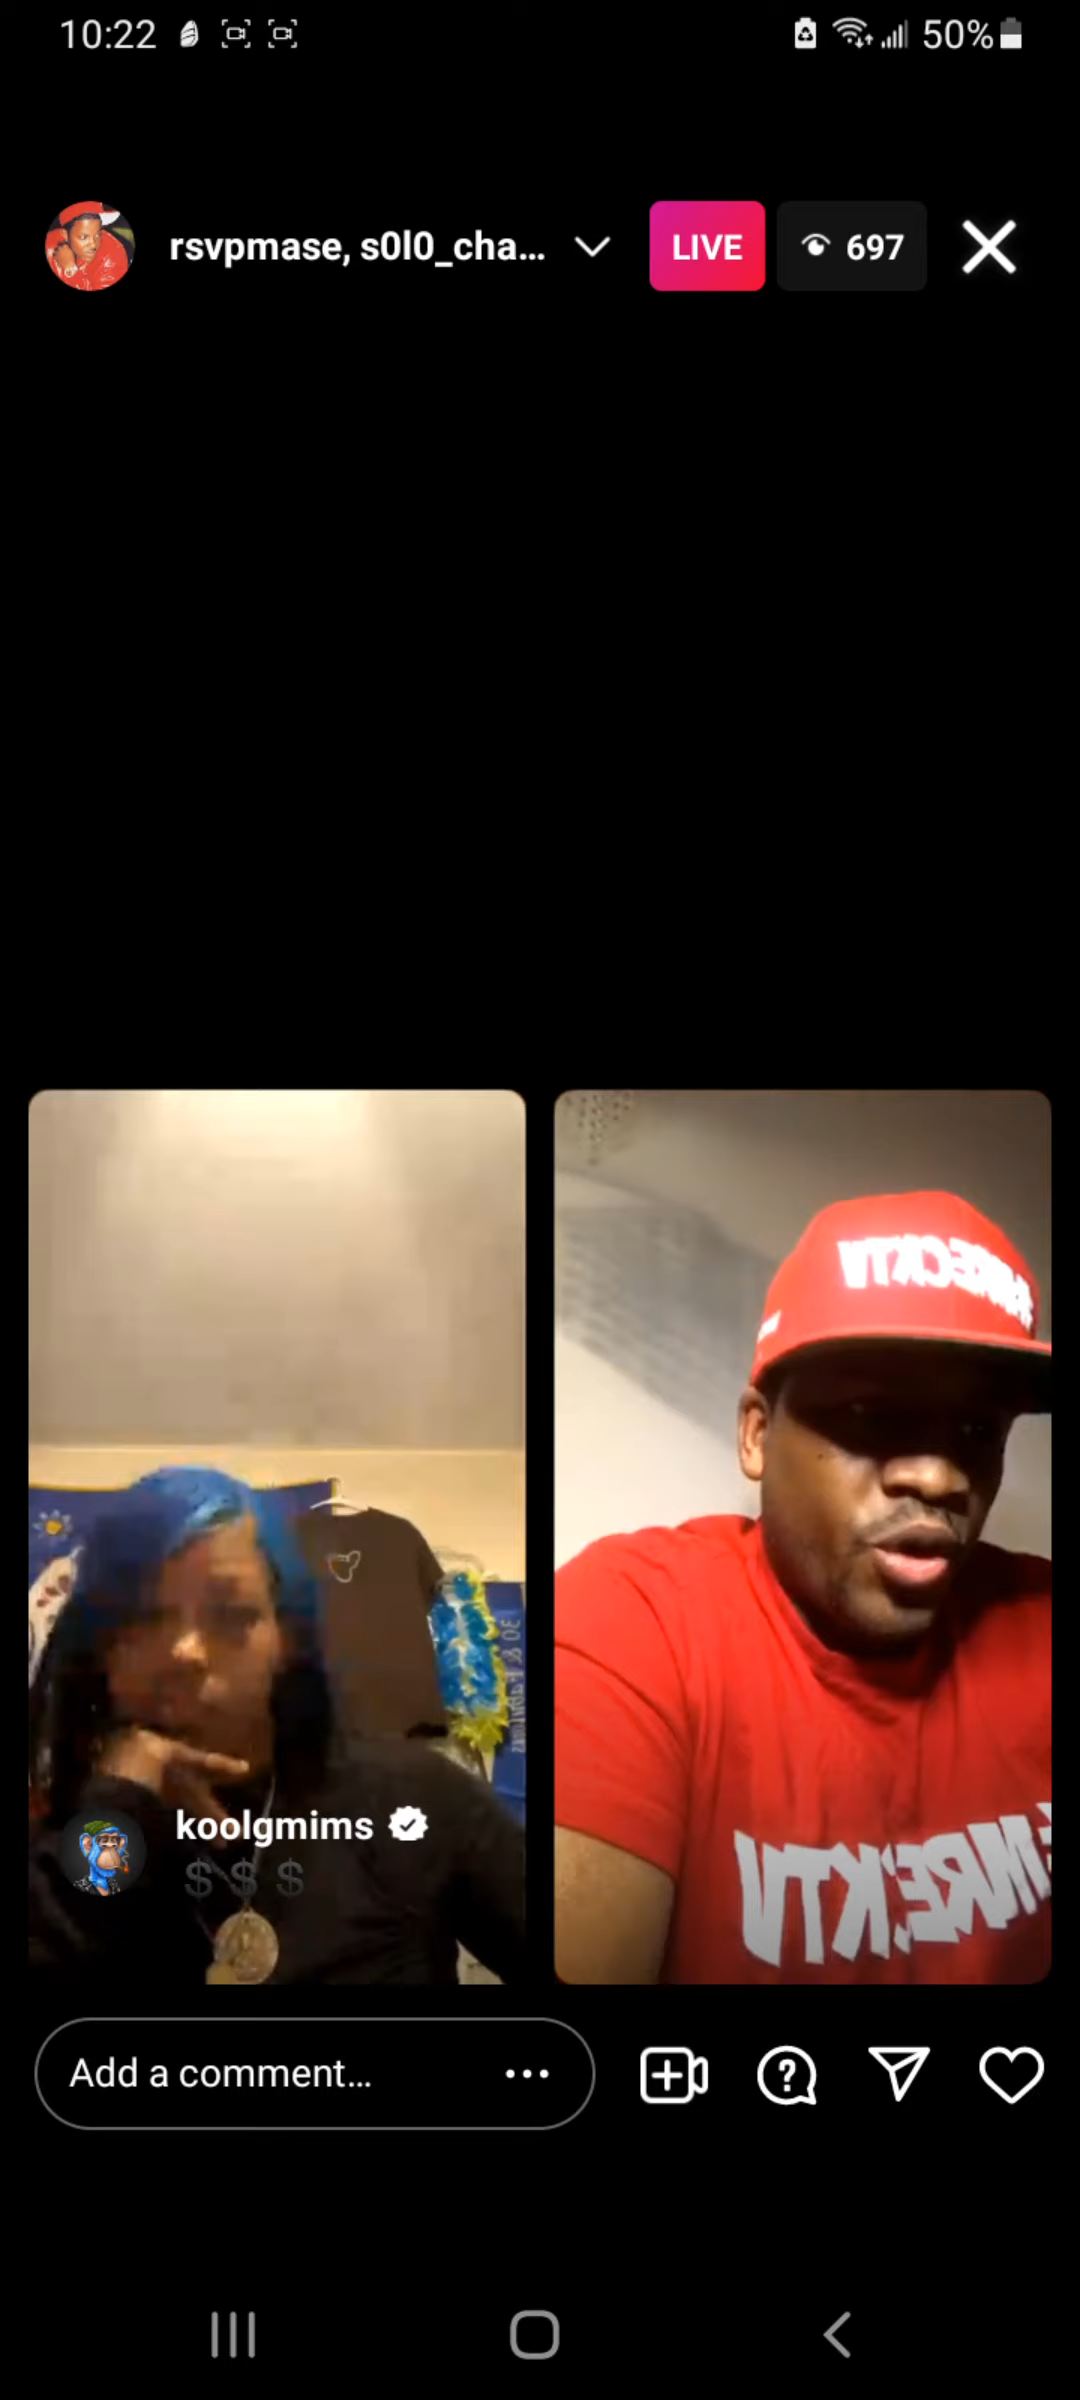 10:22
50%
rsvpmase, s0l0_cha...
LIVE
697
koolgmims
$ $ $
Add a comment...